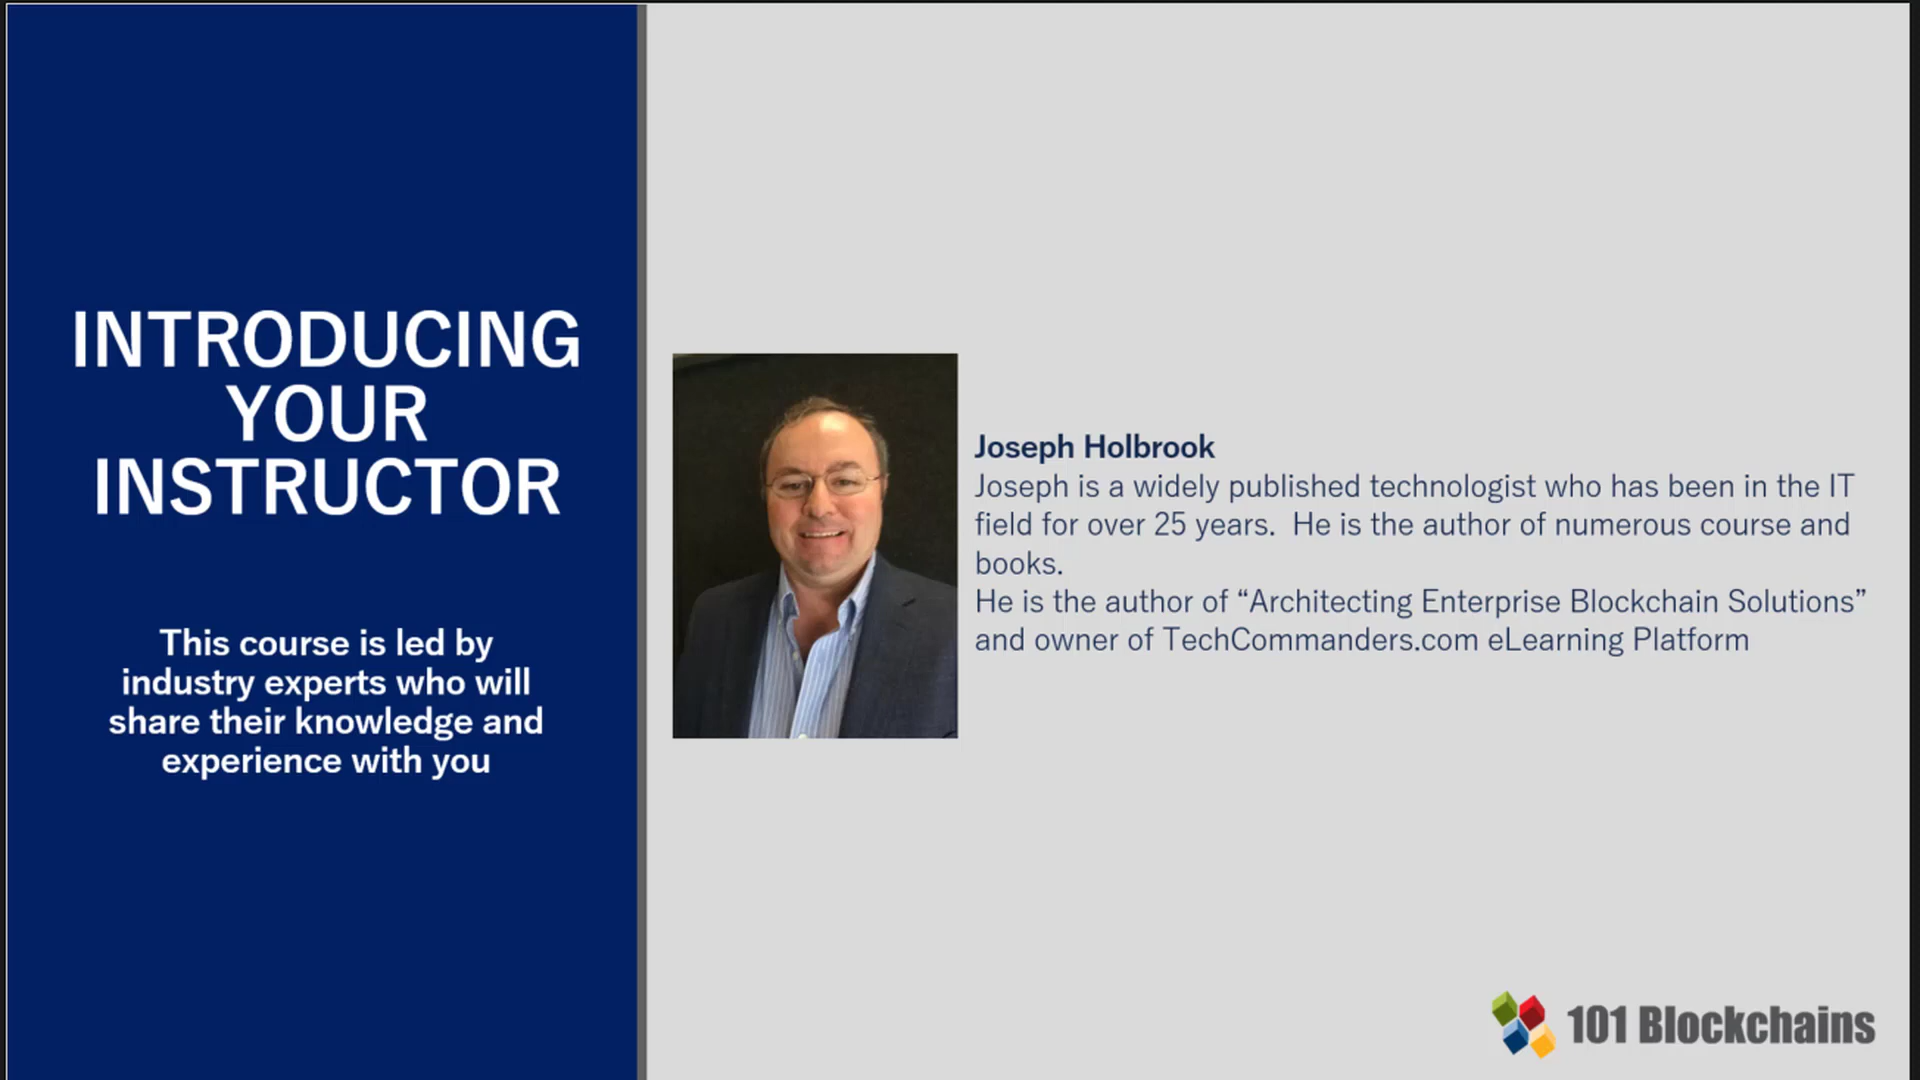 INTRODUCING
YOUR
INSTRUCTOR
This course is led by
industry experts who will
share their knowledge and
experience with you
Joseph Holbrook
Joseph is a widely published technologist who has been in the IT
field for over 25 years.  He is the author of numerous course and
books.
He is the author of “Architecting Enterprise Blockchain Solutions”
and owner of TechCommanders.com eLearning Platform
101 Blockchains